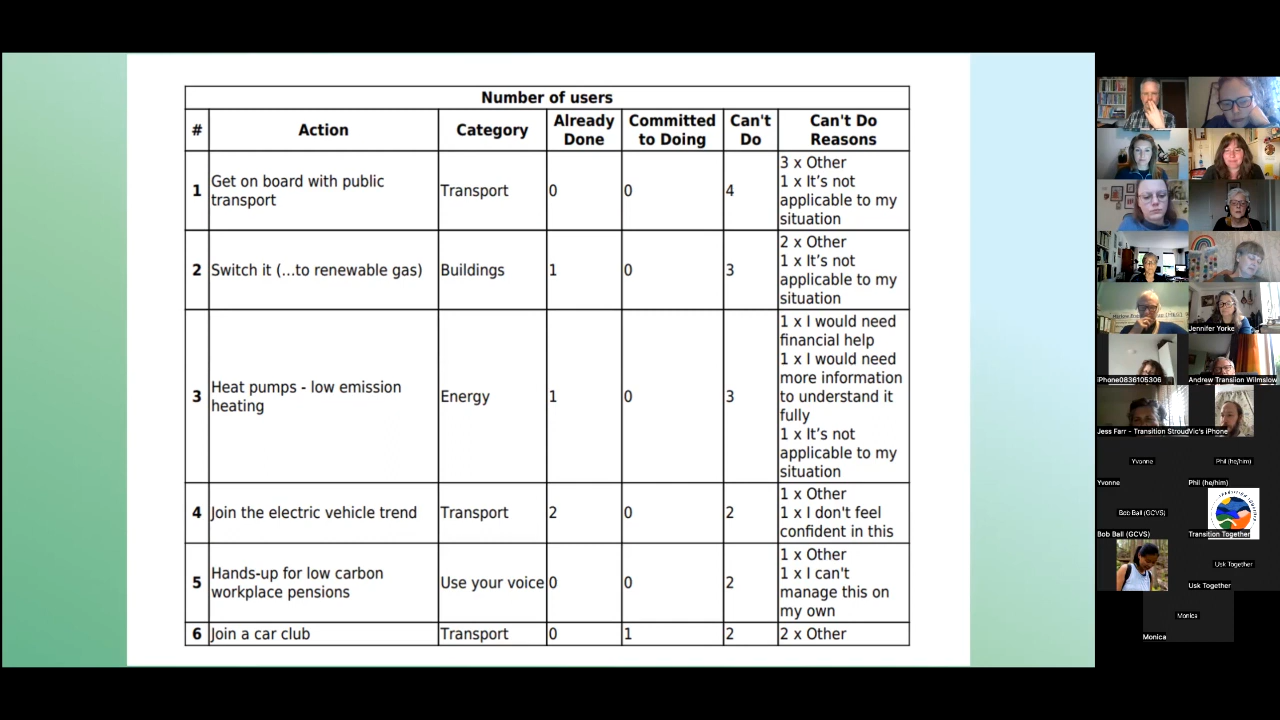 Number of users
# Action Category Already Done Committed to Doing Can't Do Can't Do Reasons
1 Get on board with public transport Transport 0 0 4 3 x Other
1 x It’s not applicable to my situation
2 Switch it (...to renewable gas) Buildings 1 0 3 2 x Other
1 x It’s not applicable to my situation
3 Heat pumps - low emission heating Energy 1 0 3 1 x I would need financial help
1 x I would need more information to understand it fully
1 x It’s not applicable to my situation
4 Join the electric vehicle trend Transport 2 0 2 1 x Other
1 x I don't feel confident in this
5 Hands-up for low carbon workplace pensions Use your voice 0 0 2 1 x Other
1 x I can't manage this on my own
6 Join a car club Transport 0 1 2 2 x Other
Jennifer Yorke
iPhone0836105306
Andrew Transiion Wilmslow
Jess Farr - Transition Stroud
Vic's iPhone
Yvonne
Phil (he/him)
Yvonne
Phil (he/him)
Bob Ball (GCVS)
Bob Ball (GCVS)
Transition Together
Usk Together
Usk Together
Monica
Monica